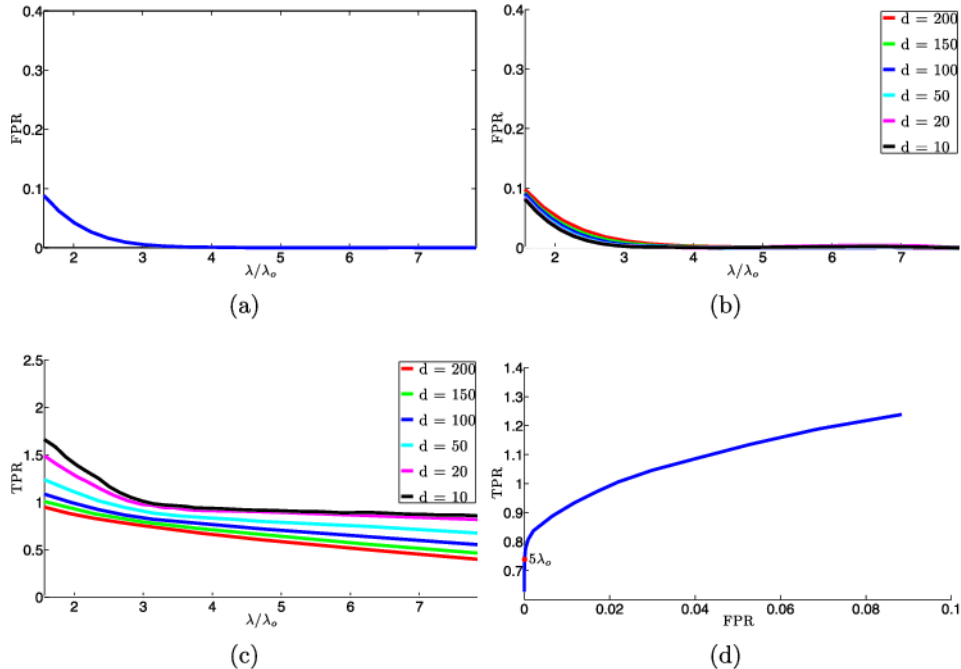 0.4
0.3
0.2
0.1
0
FPR
2 3 4 5 6 7
λ/λₒ
(a)
0.4
0.3
0.2
0.1
0
FPR
2 3 4 5 6 7
λ/λₒ
d = 200
d = 150
d = 100
d = 50
d = 20
d = 10
(b)
2.5
2
1.5
1
0.5
0
TPR
2 3 4 5 6 7
λ/λₒ
d = 200
d = 150
d = 100
d = 50
d = 20
d = 10
(c)
1.4
1.3
1.2
1.1
1
0.9
0.8
0.7
TPR
5λₒ
0 0.02 0.04 0.06 0.08 0.1
FPR
(d)